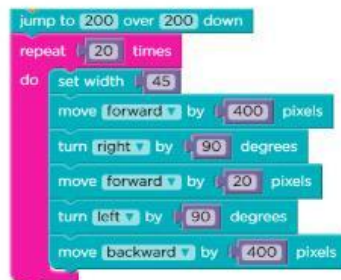 jump to 200 over 200 down
repeat 20 times
do set width 45
move forward by 400 pixels
turn right by 90 degrees
move forward by 20 pixels
turn left by 90 degrees
move backward by 400 pixels